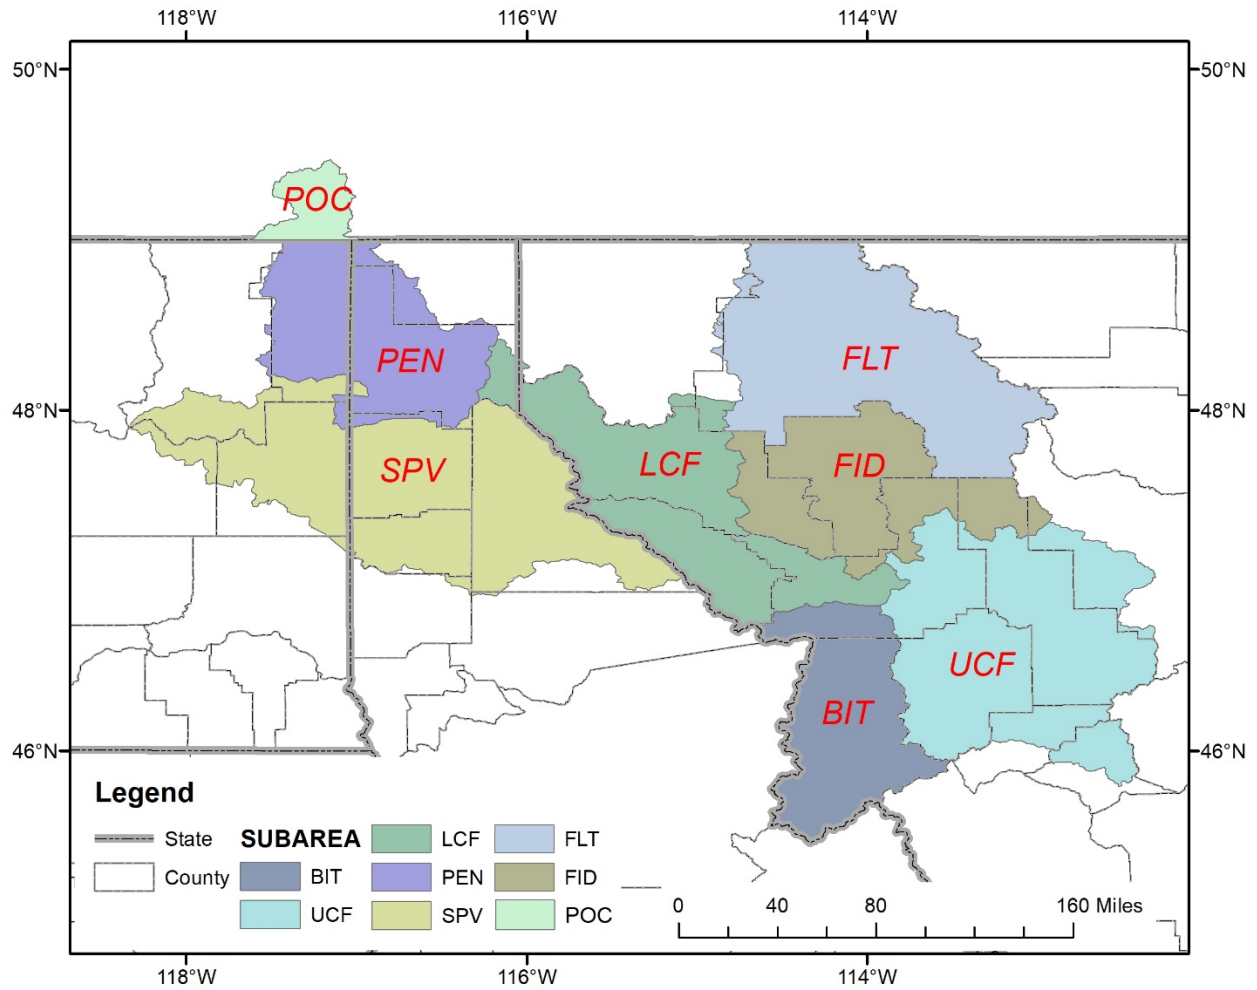 118°W 116°W 114°W
50°N 50°N
POC
PEN FLT
48°N 48°N
SPV LCF FID
UCF
BIT
46°N 46°N
Legend
State SUBAREA LCF FLT
County BIT PEN FID
UCF SPV POC
0 40 80 160 Miles
118°W 116°W 114°W